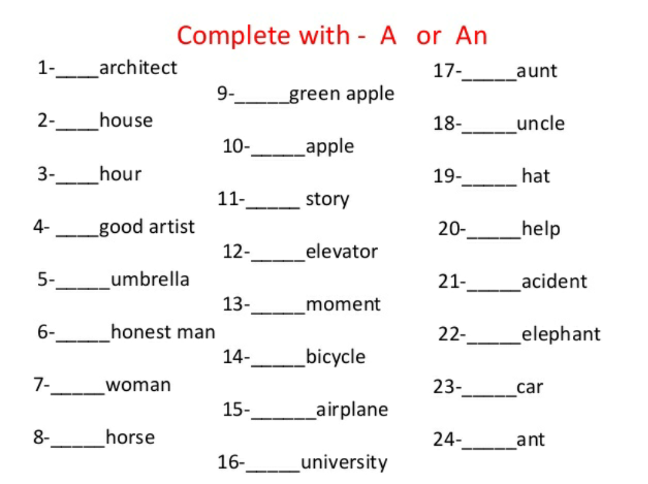 Complete with - A or An
1-____architect
2-____house
3-____hour
4- ____good artist
5-_____umbrella
6-_____honest man
7-_____woman
8-_____horse
9-_____green apple
10-_____apple
11-_____ story
12-_____elevator
13-_____moment
14-_____bicycle
15-______airplane
16-_____university
17-_____aunt
18-_____uncle
19-_____ hat
20-_____help
21-_____acident
22-_____elephant
23-_____car
24-_____ant